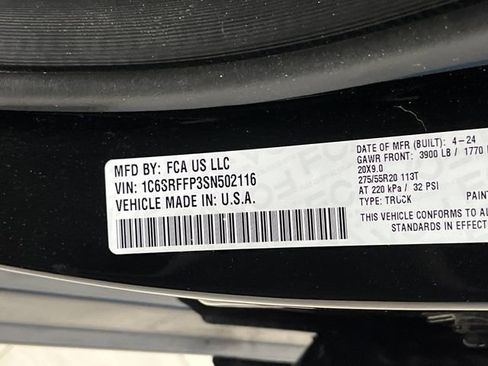 MFD BY: FCA US LLC
VIN: 1C6SRFFP3SN502116
VEHICLE MADE IN: U.S.A.
DATE OF MFR (BUILT): 4-24
GAWR FRONT: 3900 LB / 1770
20X9.0
275/55R20 113T
AT 220 kPa / 32 PSI
TYPE: TRUCK
PAINT
THIS VEHICLE CONFORMS TO
STANDARDS IN EFFECT